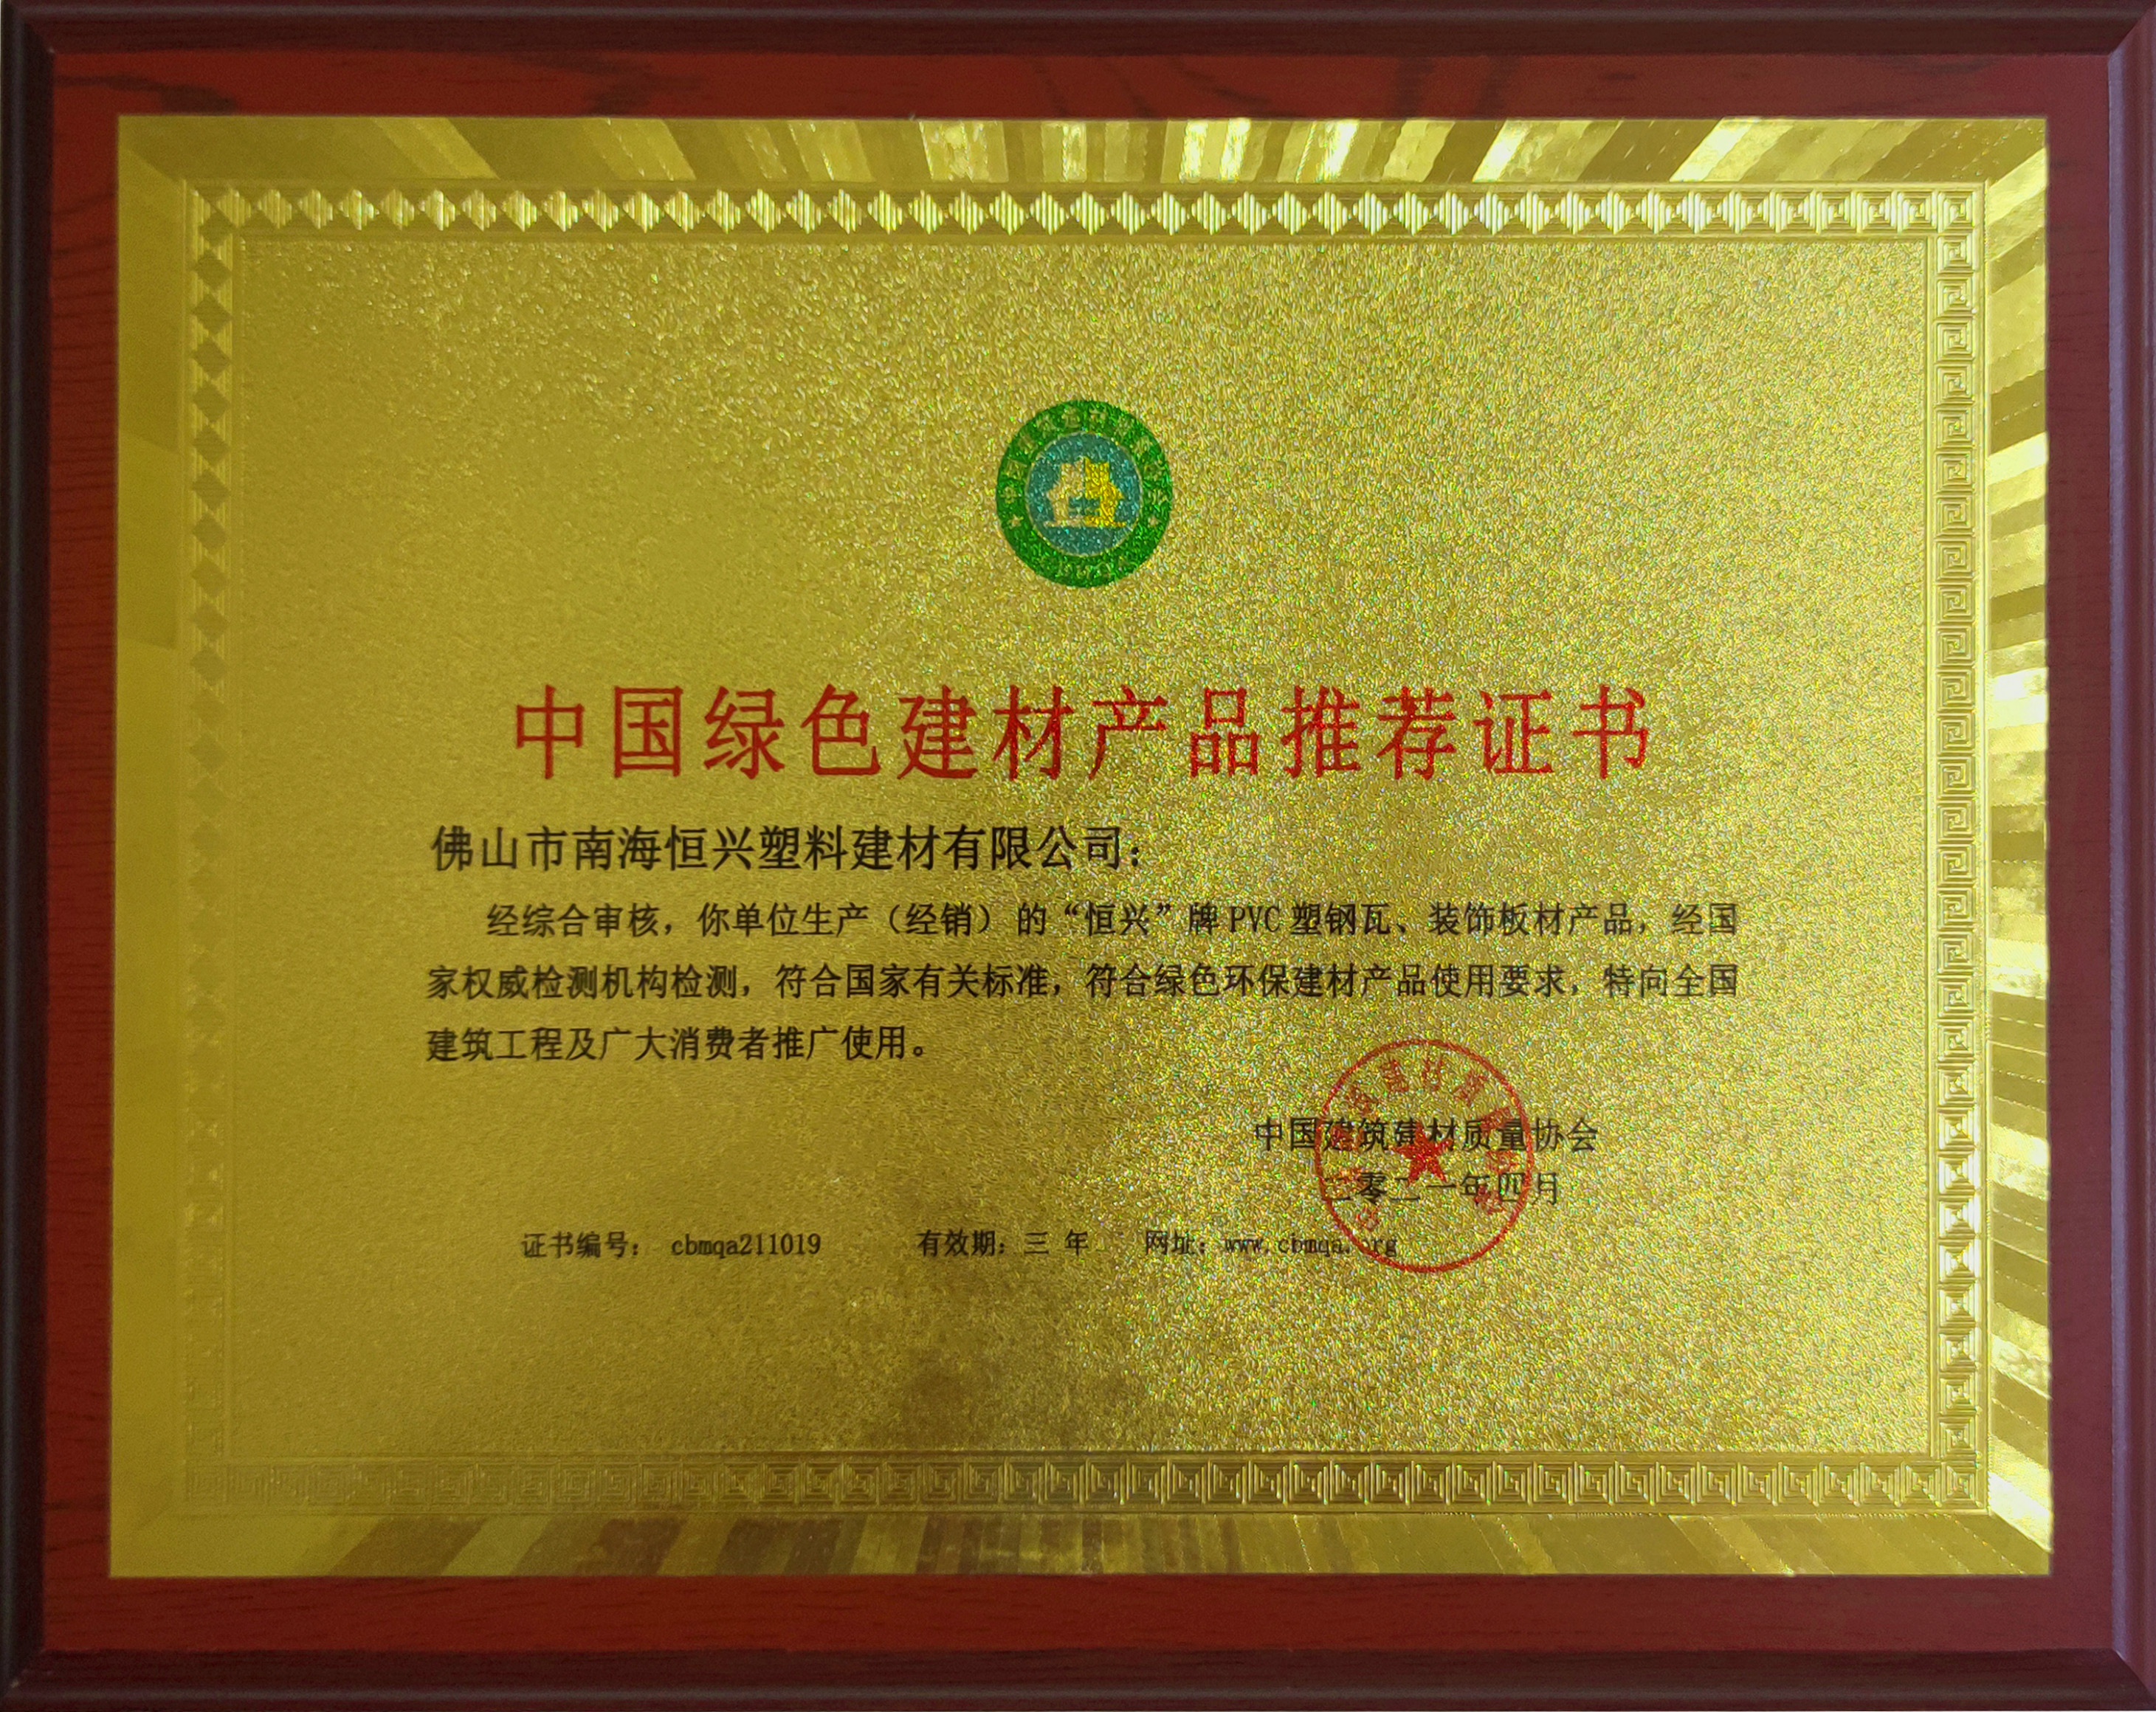 中国绿色建材产品推荐证书
佛山市南海恒兴塑料建材有限公司：
经综合审核，你单位生产（经销）的“恒兴”牌PVC塑钢瓦、装饰板材产品，经国
家权威检测机构检测，符合国家有关标准，符合绿色环保建材产品使用要求，特向全国
建筑工程及广大消费者推广使用。
中国建筑建材质量协会
二零二一年四月
证书编号： cbmqa211019 有效期：三 年 网址：www.cbmqa.org